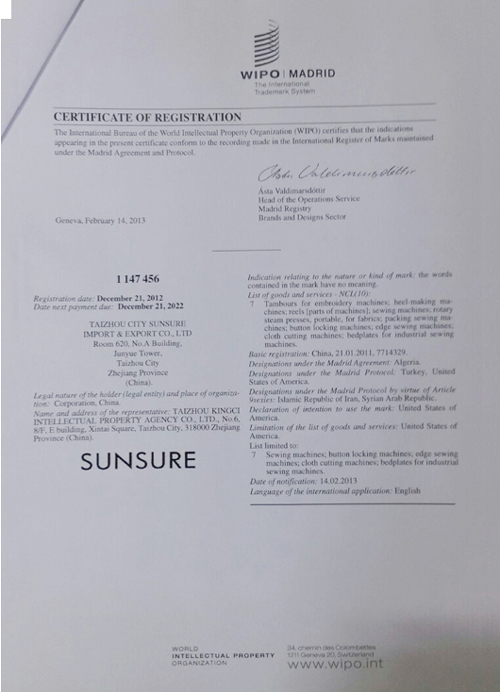 WIPO | MADRID
The International
Trademark System
CERTIFICATE OF REGISTRATION
The International Bureau of the World Intellectual Property Organization (WIPO) certifies that the indications
appearing in the present certificate conform to the recording made in the International Register of Marks maintained
under the Madrid Agreement and Protocol.
Asta Valdimarsdóttir
Ásta Valdimarsdóttir
Head of the Operations Service
Madrid Registry
Brands and Designs Sector
Geneva, February 14, 2013
1 147 456
Registration date: December 21, 2012
Date next payment due: December 21, 2022
TAIZHOU CITY SUNSURE
IMPORT & EXPORT CO., LTD
Room 620, No.A Building,
Junyue Tower,
Taizhou City
Zhejiang Province
(China).
Legal nature of the holder (legal entity) and place of organiza-
tion: Corporation, China.
Name and address of the representative: TAIZHOU KINGCI
INTELLECTUAL PROPERTY AGENCY CO., LTD., No.6,
8/F, E building, Xintai Square, Taizhou City, 318000 Zhejiang
Province (China).
SUNSURE
Indication relating to the nature or kind of mark: the words
contained in the mark have no meaning.
List of goods and services - NCL(10):
7 Tambours for embroidery machines; heel-making ma-
chines; reels [parts of machines]; sewing machines; rotary
steam presses, portable, for fabrics; packing sewing ma-
chines; button locking machines; edge sewing machines;
cloth cutting machines; bedplates for industrial sewing
machines.
Basic registration: China, 21.01.2011, 7714329.
Designations under the Madrid Agreement: Algeria.
Designations under the Madrid Protocol: Turkey, United
States of America.
Designations under the Madrid Protocol by virtue of Article
9sexies: Islamic Republic of Iran, Syrian Arab Republic.
Declaration of intention to use the mark: United States of
America.
Limitation of the list of goods and services: United States of
America.
List limited to:
7 Sewing machines; button locking machines; edge sewing
machines; cloth cutting machines; bedplates for industrial
sewing machines.
Date of notification: 14.02.2013
Language of the international application: English
WORLD
INTELLECTUAL PROPERTY
ORGANIZATION
34, chemin des Colombettes
1211 Geneva 20, Switzerland
www.wipo.int